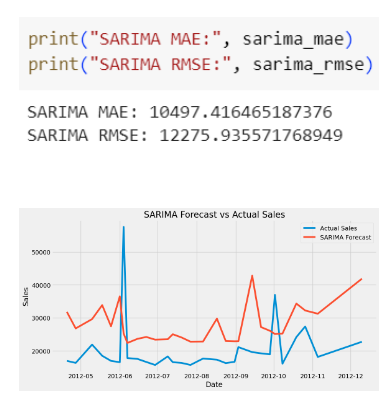 print("SARIMA MAE:", sarima_mae)
print("SARIMA RMSE:", sarima_rmse)
SARIMA MAE: 10497.416465187376
SARIMA RMSE: 12275.935571768949
SARIMA Forecast vs Actual Sales
Actual Sales
SARIMA Forecast
50000
40000
30000
20000
Sales
2012-05 2012-06 2012-07 2012-08 2012-09 2012-10 2012-11 2012-12
Date